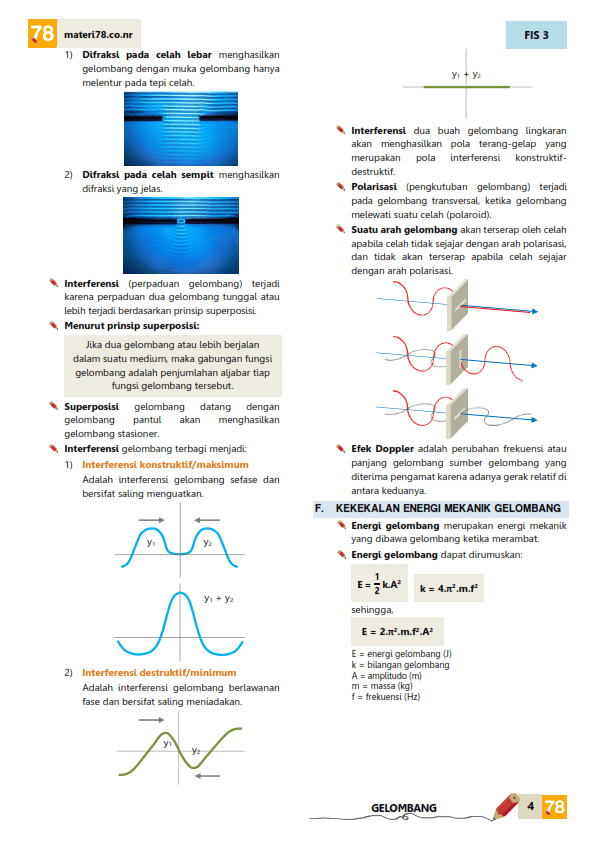 78 materi78.co.nr
FIS 3
1) Difraksi pada celah lebar menghasilkan
gelombang dengan muka gelombang hanya
melentur pada tepi celah.
2) Difraksi pada celah sempit menghasilkan
difraksi yang jelas.
Interferensi (perpaduan gelombang) terjadi
karena perpaduan dua gelombang tunggal atau
lebih terjadi berdasarkan prinsip superposisi.
Menurut prinsip superposisi:
Jika dua gelombang atau lebih berjalan
dalam suatu medium, maka gabungan fungsi
gelombang adalah penjumlahan aljabar tiap
fungsi gelombang tersebut.
Superposisi gelombang datang dengan
gelombang pantul akan menghasilkan
gelombang stasioner.
Interferensi gelombang terbagi menjadi:
1) Interferensi konstruktif/maksimum
Adalah interferensi gelombang sefase dan
bersifat saling menguatkan.
y₁ y₂
y₁ + y₂
2) Interferensi destruktif/minimum
Adalah interferensi gelombang berlawanan
fase dan bersifat saling meniadakan.
y₁ y₂
y₁ + y₂
Interferensi dua buah gelombang lingkaran
akan menghasilkan pola terang-gelap yang
merupakan pola interferensi konstruktif-
destruktif.
Polarisasi (pengkutuban gelombang) terjadi
pada gelombang transversal, ketika gelombang
melewati suatu celah (polaroid).
Suatu arah gelombang akan terserap oleh celah
apabila celah tidak sejajar dengan arah polarisasi,
dan tidak akan terserap apabila celah sejajar
dengan arah polarisasi.
Efek Doppler adalah perubahan frekuensi atau
panjang gelombang sumber gelombang yang
diterima pengamat karena adanya gerak relatif di
antara keduanya.
F. KEKEKALAN ENERGI MEKANIK GELOMBANG
Energi gelombang merupakan energi mekanik
yang dibawa gelombang ketika merambat.
Energi gelombang dapat dirumuskan:
E = 1/2 k.A² k = 4.π².m.f²
sehingga,
E = 2.π².m.f².A²
E = energi gelombang (J)
k = bilangan gelombang
A = amplitudo (m)
m = massa (kg)
f = frekuensi (Hz)
GELOMBANG 4 78